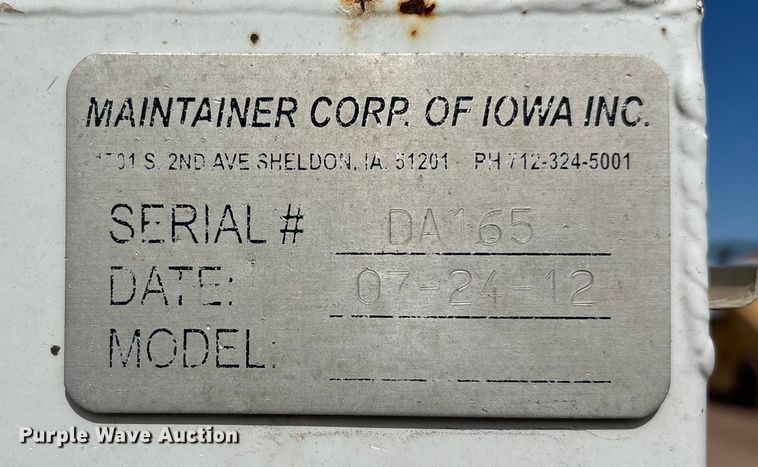 MAINTAINER CORP. OF IOWA INC.
1701 S. 2ND AVE SHELDON, IA. 51201 PH 712-324-5001
SERIAL # DA165
DATE: 07-24-12
MODEL:
Purple Wave Auction